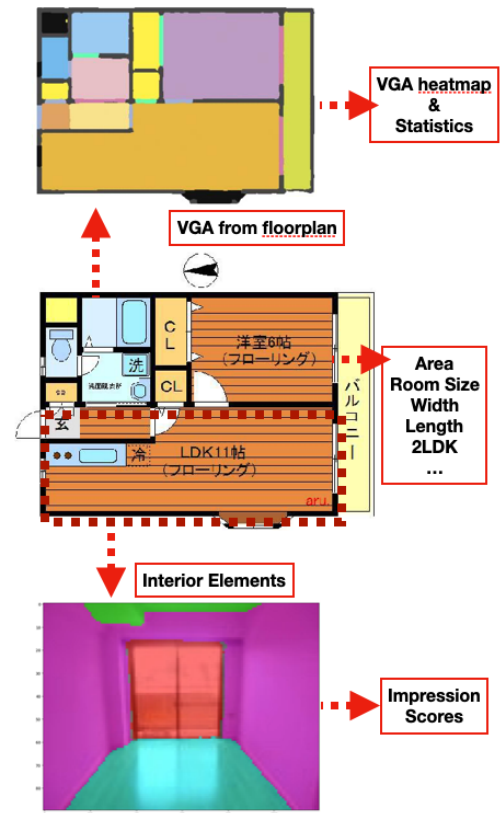 VGA heatmap
&
Statistics
VGA from floorplan
CL
洋室6帖
(フローリング)
洗
CL
玄
冷
LDK11帖
(フローリング)
バルコニー
aru.
Area
Room Size
Width
Length
2LDK
...
Interior Elements
Impression
Scores